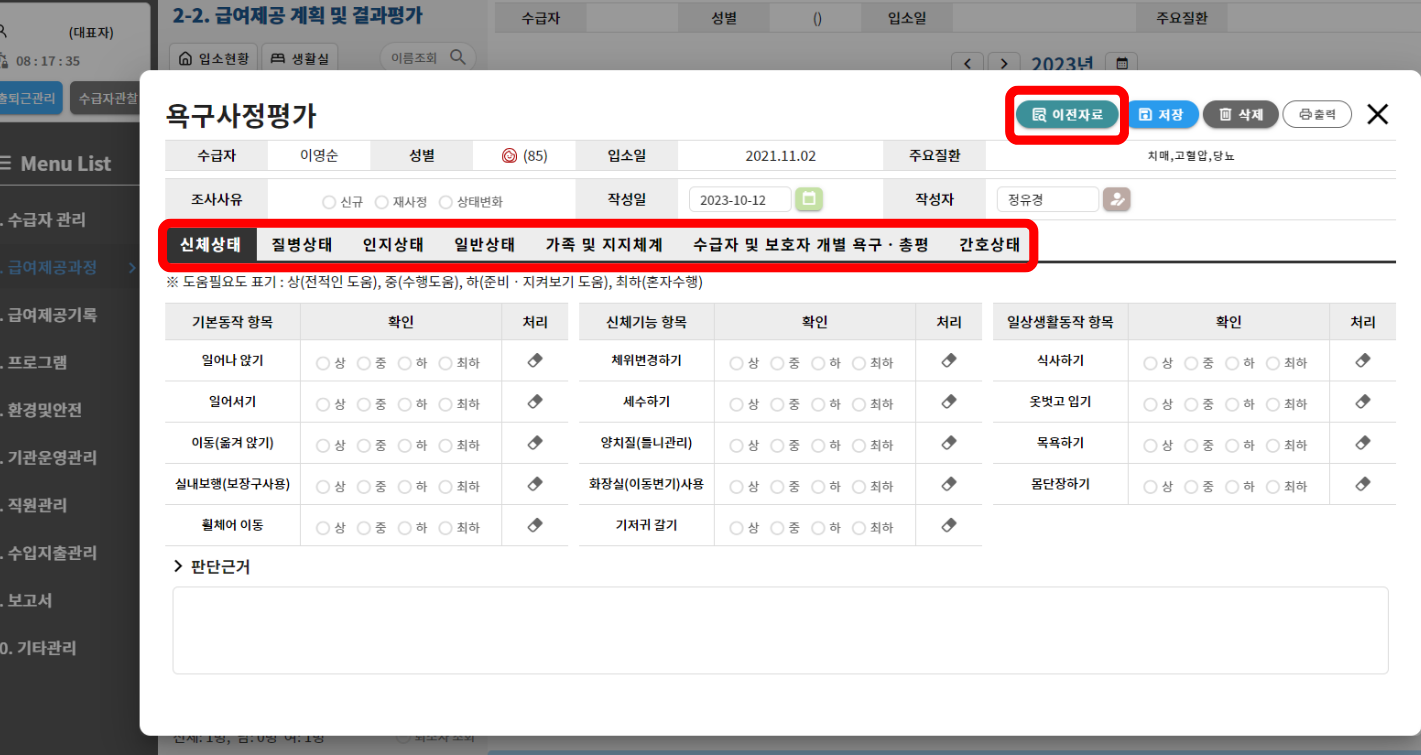 (대표자)
08:17:35
출퇴근관리 수급자관찰
Menu List
. 수급자 관리
. 급여제공과정
. 급여제공기록
. 프로그램
. 환경및안전
. 기관운영관리
. 직원관리
. 수입지출관리
. 보고서
0. 기타관리
2-2. 급여제공 계획 및 결과평가
입소현황 생활실 이름조회
수급자 성별 () 입소일 주요질환
2023년
욕구사정평가
이전자료 저장 삭제 출력
수급자 이영순 성별 (85) 입소일 2021.11.02 주요질환 치매,고혈압,당뇨
조사사유 신규 재사정 상태변화 작성일 2023-10-12 작성자 정유경
신체상태 질병상태 인지상태 일반상태 가족 및 지지체계 수급자 및 보호자 개별 욕구 · 총평 간호상태
※ 도움필요도 표기 : 상(전적인 도움), 중(수행도움), 하(준비 · 지켜보기 도움), 최하(혼자수행)
기본동작 항목 확인 처리 신체기능 항목 확인 처리 일상생활동작 항목 확인 처리
일어나 앉기 상 중 하 최하 체위변경하기 상 중 하 최하 식사하기 상 중 하 최하
일어서기 상 중 하 최하 세수하기 상 중 하 최하 옷벗고 입기 상 중 하 최하
이동(옮겨 앉기) 상 중 하 최하 양치질(틀니관리) 상 중 하 최하 목욕하기 상 중 하 최하
실내보행(보장구사용) 상 중 하 최하 화장실(이동변기)사용 상 중 하 최하 몸단장하기 상 중 하 최하
휠체어 이동 상 중 하 최하 기저귀 갈기 상 중 하 최하
판단근거